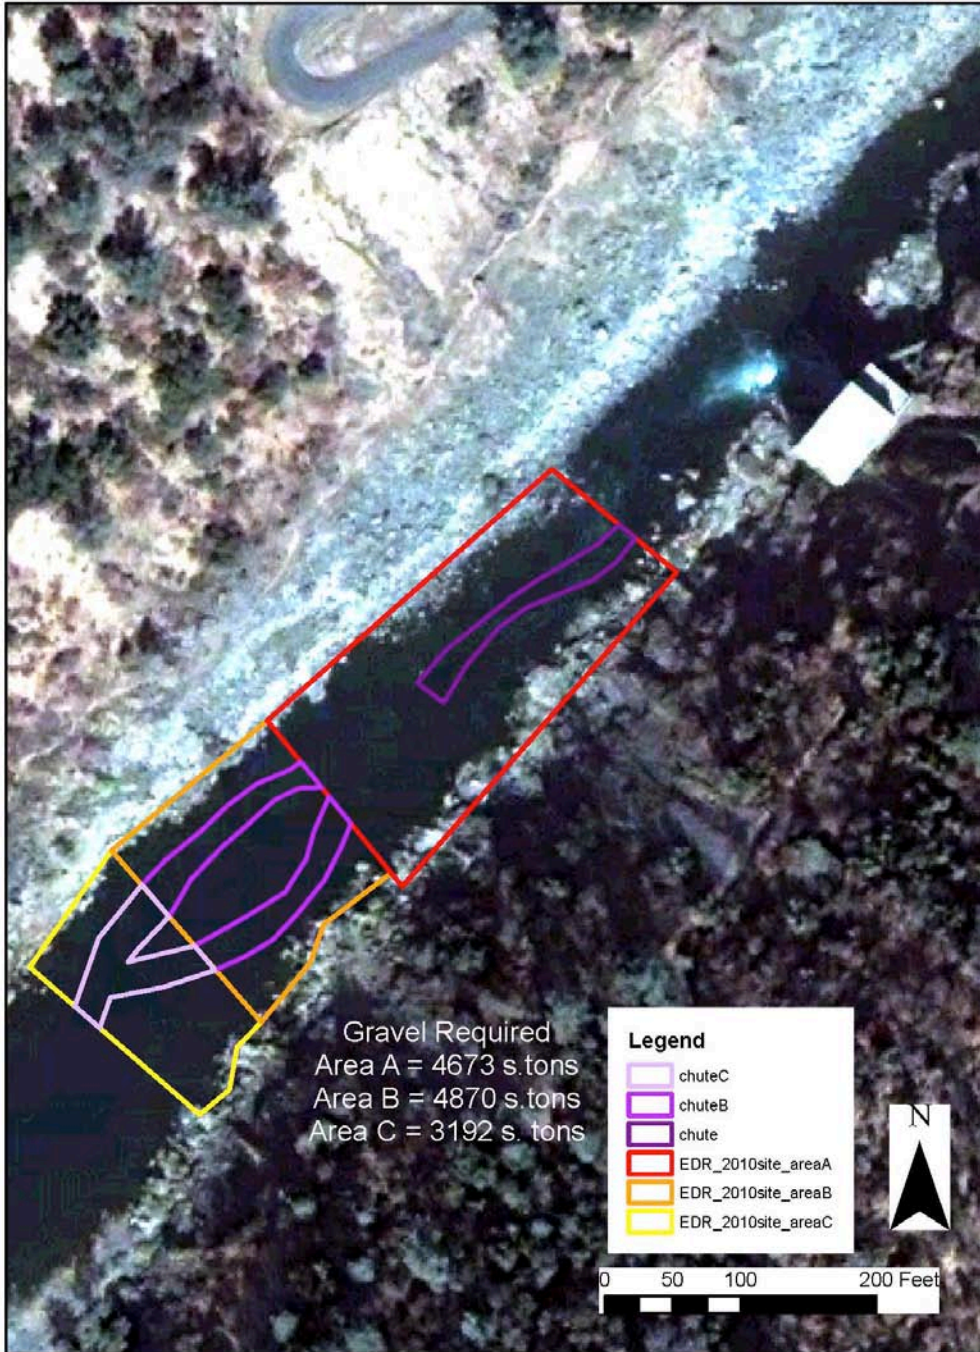 Gravel Required
Area A = 4673 s.tons
Area B = 4870 s.tons
Area C = 3192 s. tons
Legend
chuteC
chuteB
chute
EDR_2010site_areaA
EDR_2010site_areaB
EDR_2010site_areaC
N
0 50 100 200 Feet